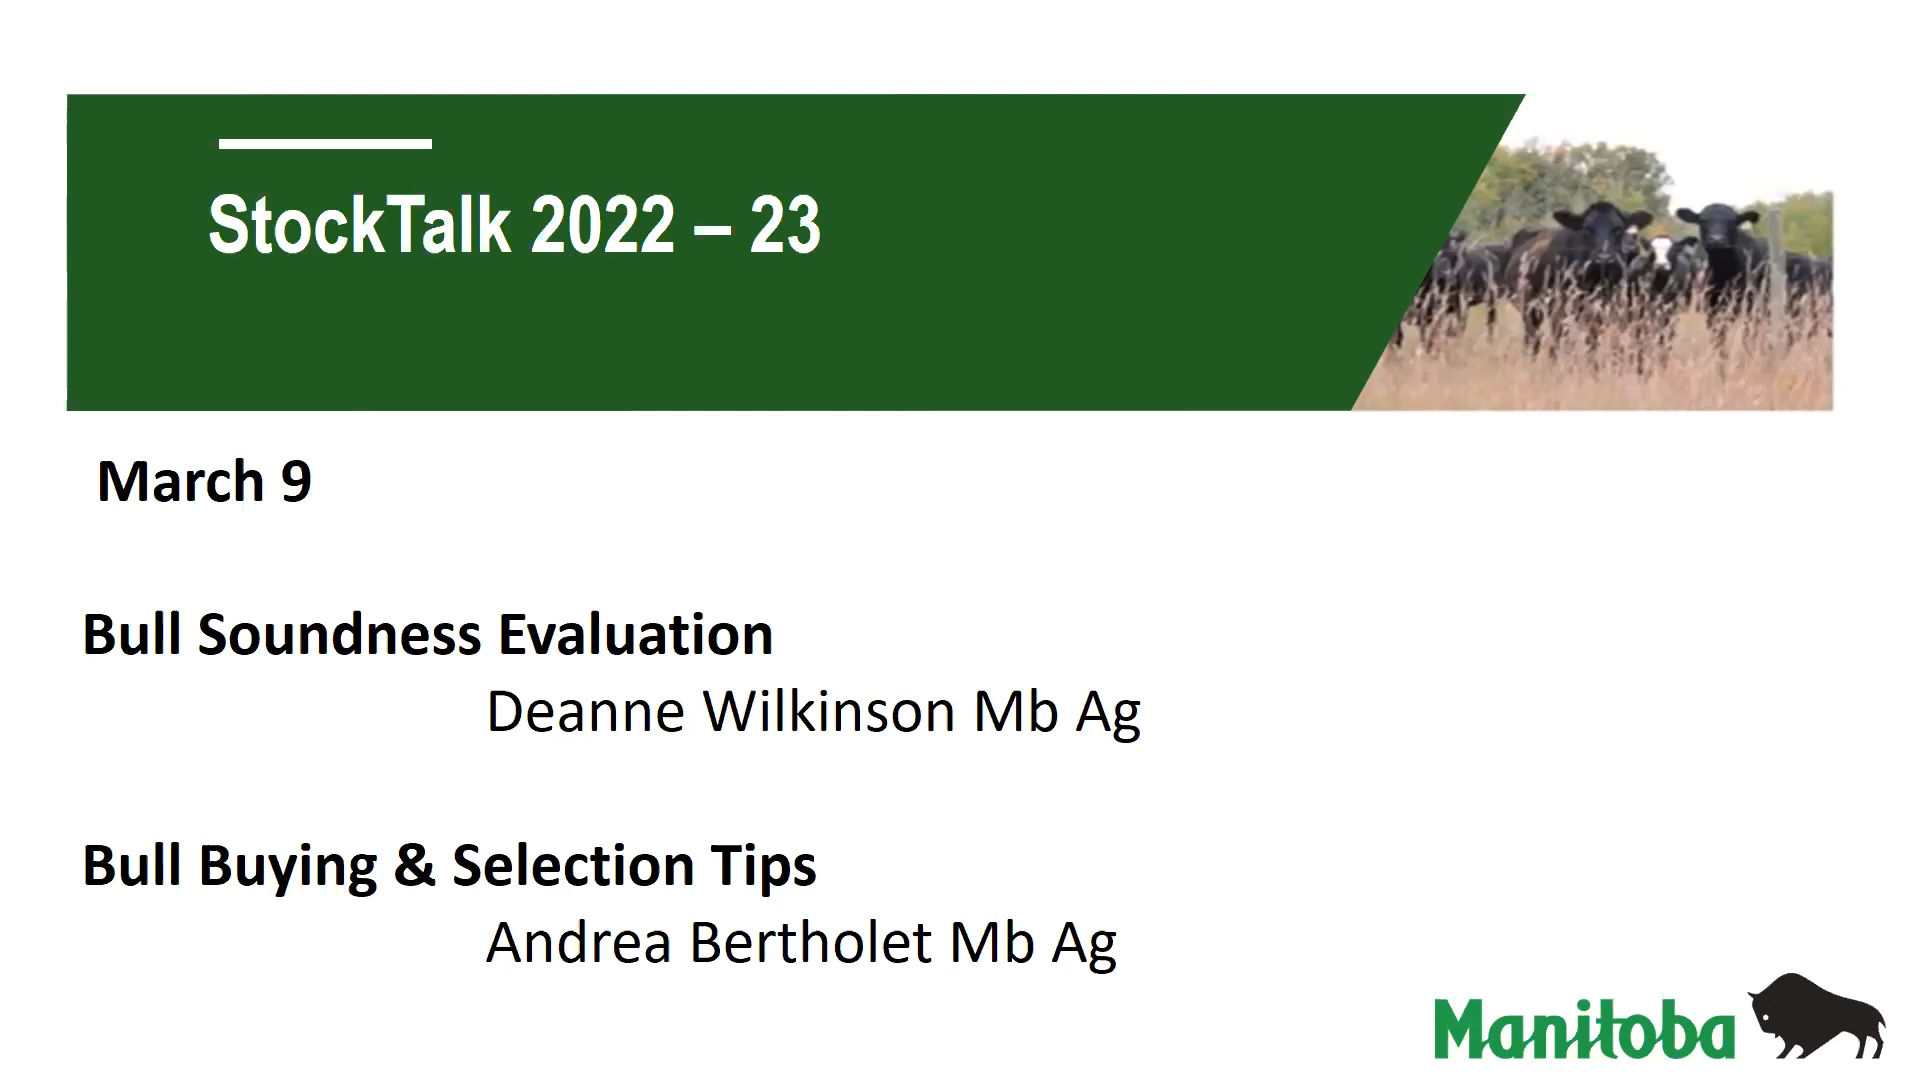 StockTalk 2022 – 23
March 9
Bull Soundness Evaluation
Deanne Wilkinson Mb Ag
Bull Buying & Selection Tips
Andrea Bertholet Mb Ag
Manitoba